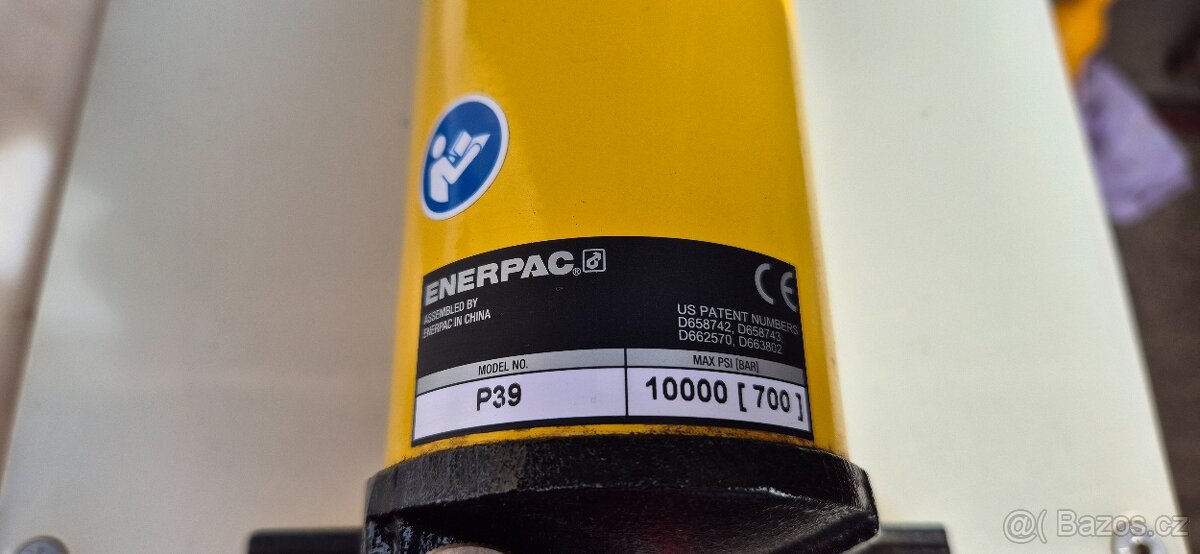 ENERPAC®
ASSEMBLED BY
ENERPAC IN CHINA
CE
US PATENT NUMBERS
D658742, D658743,
D662570, D663802
MODEL NO.
MAX PSI [BAR]
P39
10000 [ 700 ]
@( Bazos.cz